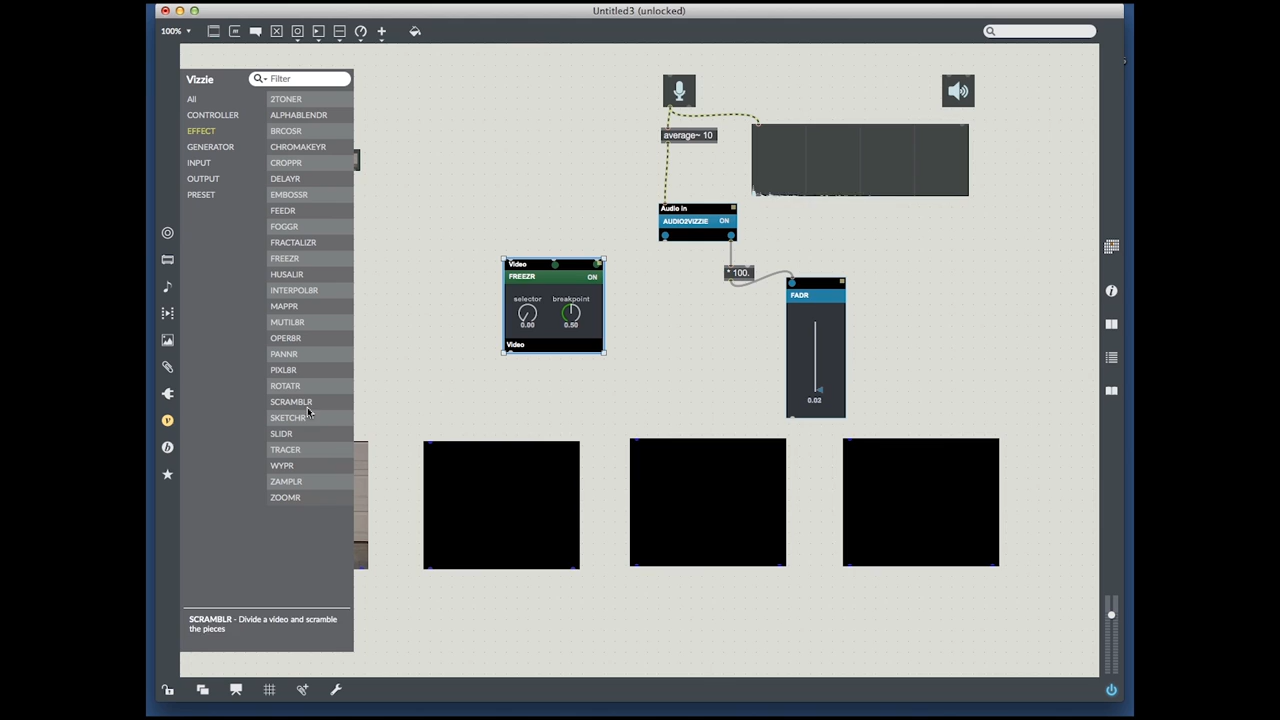 Untitled3 (unlocked)
100%
Vizzie
Filter
All
CONTROLLER
EFFECT
GENERATOR
INPUT
OUTPUT
PRESET
2TONER
ALPHABLENDR
BRCOSR
CHROMAKEYR
CROPPR
DELAYR
EMBOSSR
FEEDR
FOGGR
FRACTALIZR
FREEZR
HUSALIR
INTERPOL8R
MAPPR
MUTIL8R
OPER8R
PANNR
PIXL8R
ROTATR
SCRAMBLR
SKETCHR
SLIDR
TRACER
WYPR
ZAMPLR
ZOOMR
SCRAMBLR - Divide a video and scramble
the pieces
average~ 10
Audio in
AUDIO2VIZZIE ON
* 100.
FADR
0.02
Video
FREEZR ON
selector breakpoint
0.00 0.50
Video